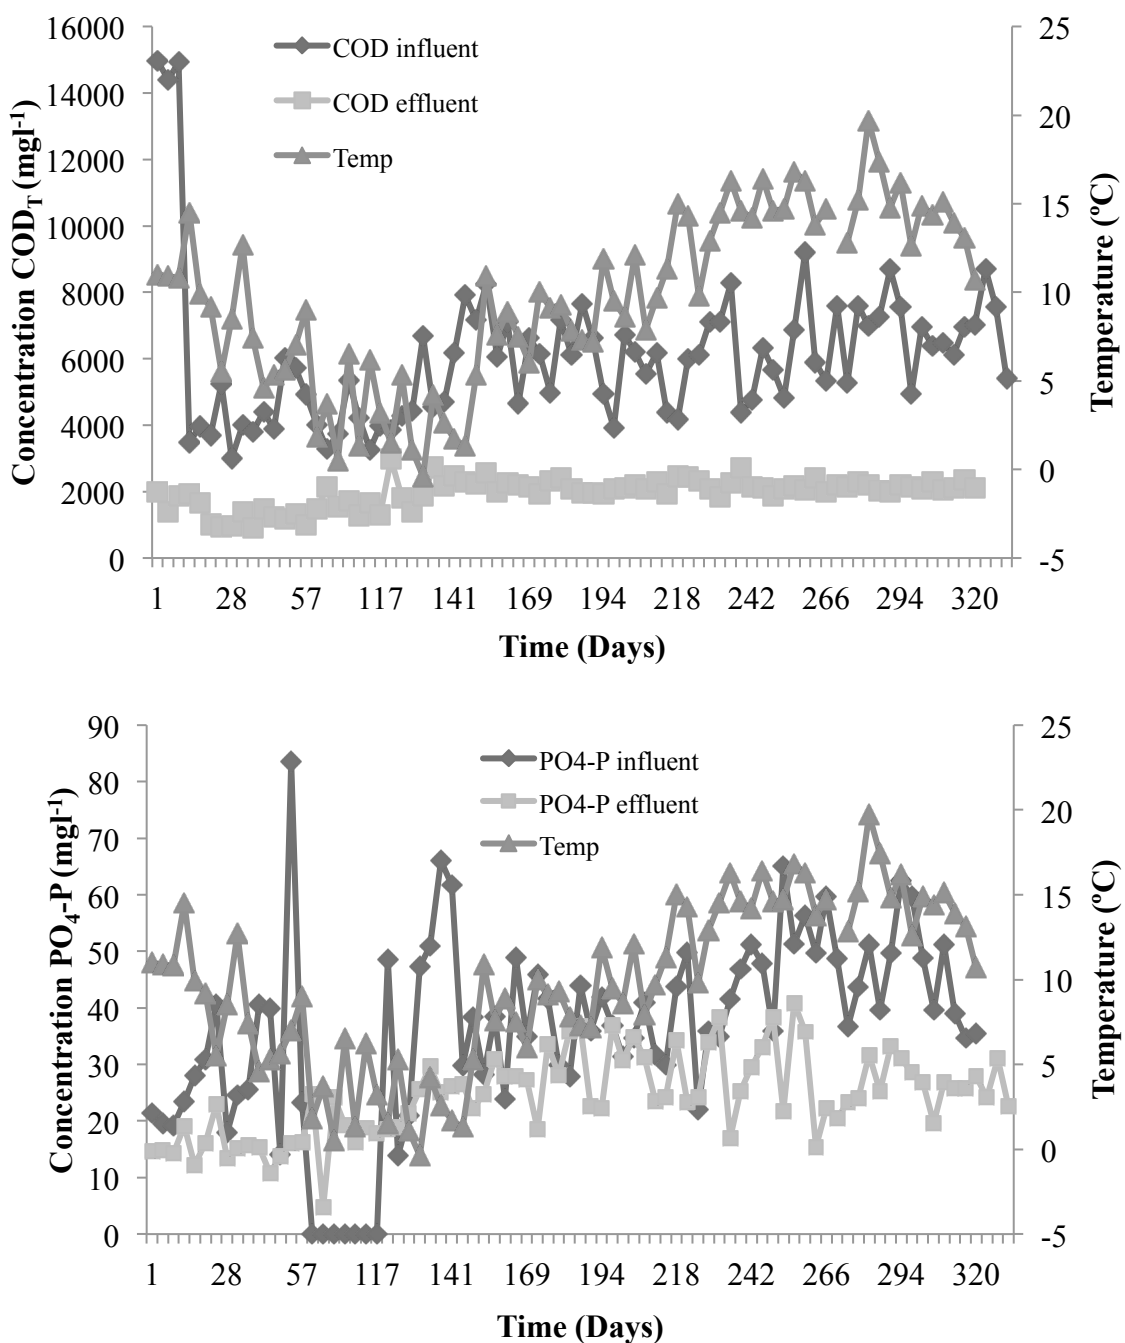 16000
14000
12000
10000
8000
6000
4000
2000
0
Concentration COD_T (mgl⁻¹)
COD influent
COD effluent
Temp
25
20
15
10
5
0
-5
Temperature (ºC)
1 28 57 117 141 169 194 218 242 266 294 320
Time (Days)
90
80
70
60
50
40
30
20
10
0
Concentration PO₄-P (mgl⁻¹)
PO4-P influent
PO4-P effluent
Temp
25
20
15
10
5
0
-5
Temperature (ºC)
1 28 57 117 141 169 194 218 242 266 294 320
Time (Days)